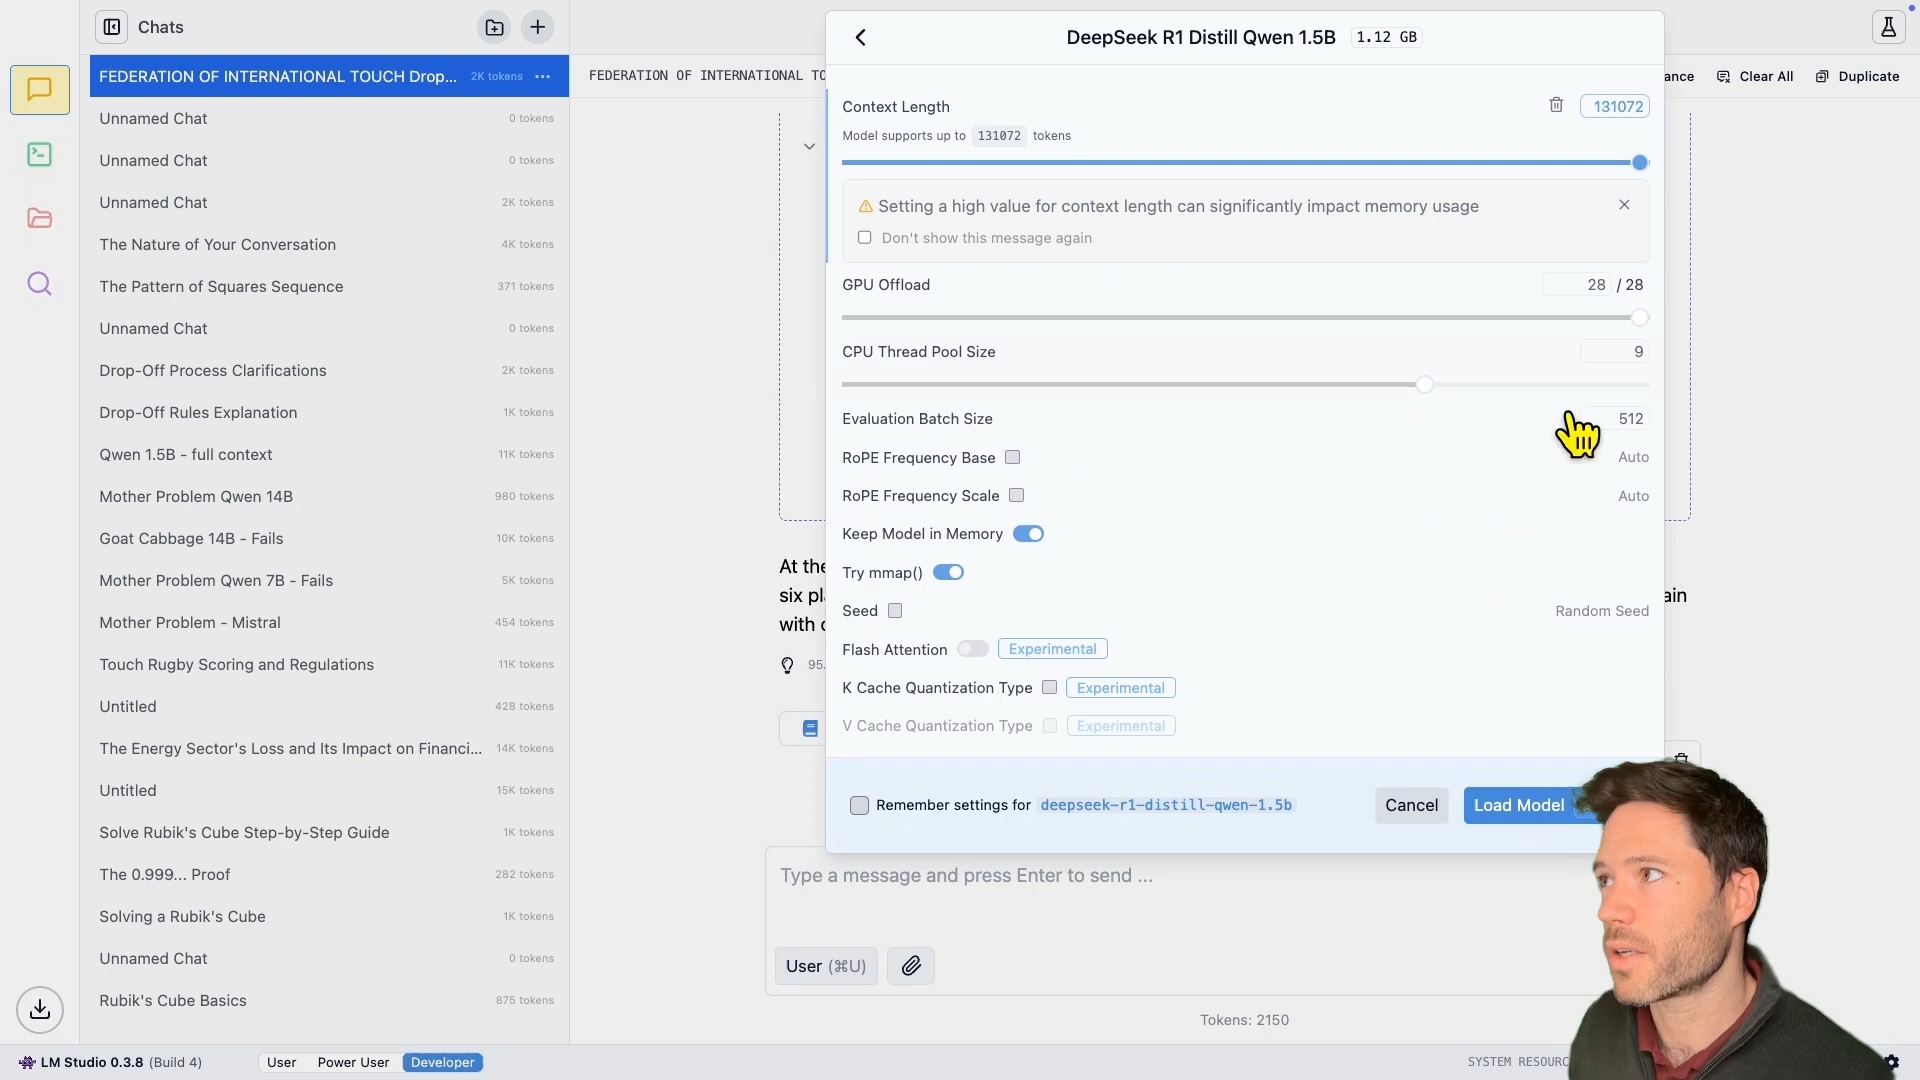 Chats
FEDERATION OF INTERNATIONAL TOUCH Drop... 2K tokens
Unnamed Chat 0 tokens
Unnamed Chat 0 tokens
Unnamed Chat 2K tokens
The Nature of Your Conversation 4K tokens
The Pattern of Squares Sequence 371 tokens
Unnamed Chat 0 tokens
Drop-Off Process Clarifications 2K tokens
Drop-Off Rules Explanation 1K tokens
Qwen 1.5B - full context 11K tokens
Mother Problem Qwen 14B 980 tokens
Goat Cabbage 14B - Fails 10K tokens
Mother Problem Qwen 7B - Fails 5K tokens
Mother Problem - Mistral 454 tokens
Touch Rugby Scoring and Regulations 11K tokens
Untitled 428 tokens
The Energy Sector's Loss and Its Impact on Financi... 14K tokens
Untitled 15K tokens
Solve Rubik's Cube Step-by-Step Guide 1K tokens
The 0.999... Proof 282 tokens
Solving a Rubik's Cube 1K tokens
Unnamed Chat 0 tokens
Rubik's Cube Basics 875 tokens
LM Studio 0.3.8 (Build 4)
User Power User Developer
FEDERATION OF INTERNATIONAL TO
Clear All Duplicate
DeepSeek R1 Distill Qwen 1.5B 1.12 GB
Context Length 131072
Model supports up to 131072 tokens
Setting a high value for context length can significantly impact memory usage
Don't show this message again
GPU Offload 28 / 28
CPU Thread Pool Size 9
Evaluation Batch Size 512
RoPE Frequency Base Auto
RoPE Frequency Scale Auto
Keep Model in Memory
Try mmap()
Seed Random Seed
Flash Attention Experimental
K Cache Quantization Type Experimental
V Cache Quantization Type Experimental
Remember settings for deepseek-r1-distill-qwen-1.5b
Cancel Load Model
At the
six pl
with
95.
Type a message and press Enter to send ...
User (⌘U)
Tokens: 2150
SYSTEM RESOURC